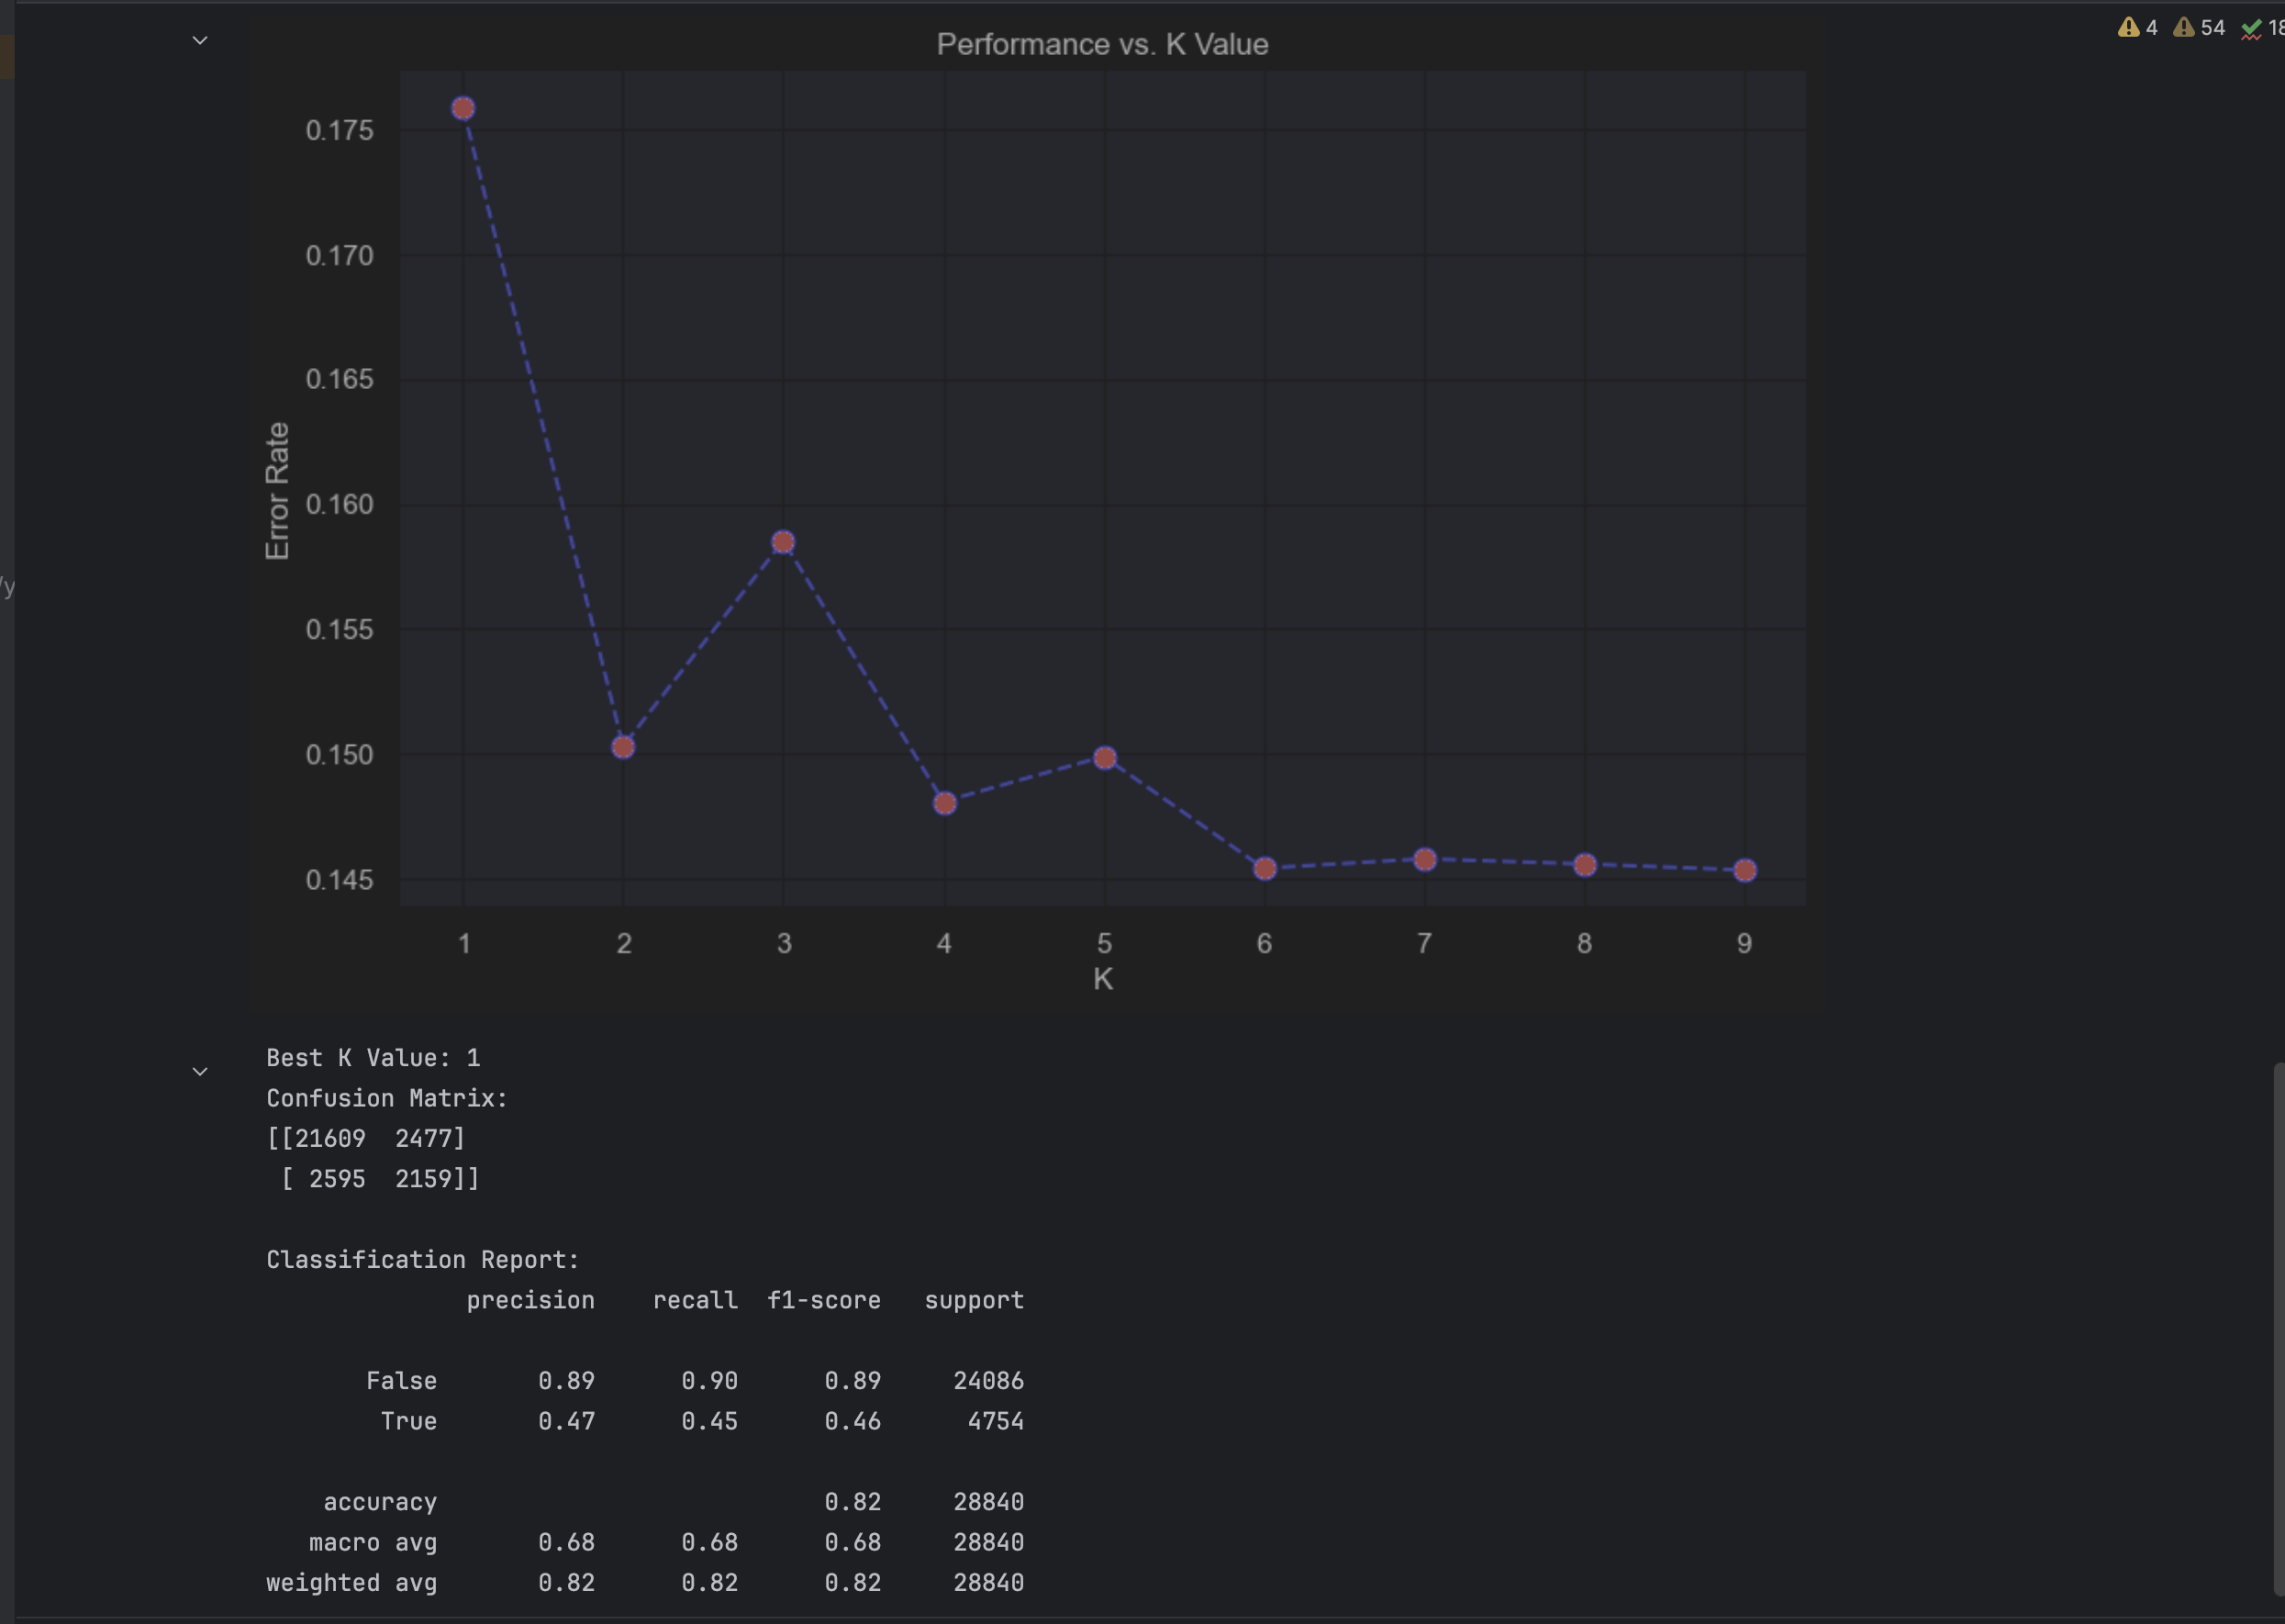 4 54 18
Performance vs. K Value
0.175
0.170
0.165
0.160
0.155
0.150
0.145
Error Rate
/y
1 2 3 4 5 6 7 8 9
K
Best K Value: 1
Confusion Matrix:
[[21609  2477]
 [ 2595  2159]]
Classification Report:
precision    recall  f1-score   support
False       0.89      0.90      0.89     24086
True       0.47      0.45      0.46      4754
accuracy                           0.82     28840
macro avg       0.68      0.68      0.68     28840
weighted avg       0.82      0.82      0.82     28840